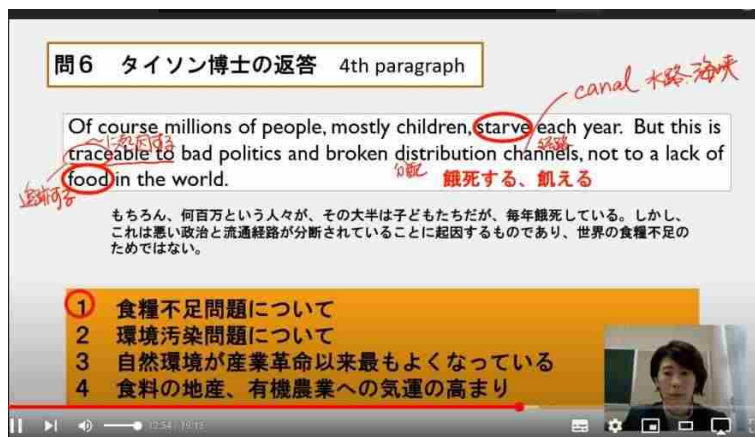 問6 タイソン博士の返答 4th paragraph
canal 水路、海峡
Of course millions of people, mostly children, starve each year. But this is
〜に起因する
traceable to bad politics and broken distribution channels, not to a lack of
追跡する 分配 経路
food in the world. 餓死する、飢える
もちろん、何百万という人々が、その大半は子どもたちだが、毎年餓死している。しかし、
これは悪い政治と流通経路が分断されていることに起因するものであり、世界の食糧不足の
ためではない。
1 食糧不足問題について
2 環境汚染問題について
3 自然環境が産業革命以来最もよくなっている
4 食料の地産、有機農業への気運の高まり
12:54 / 19:13